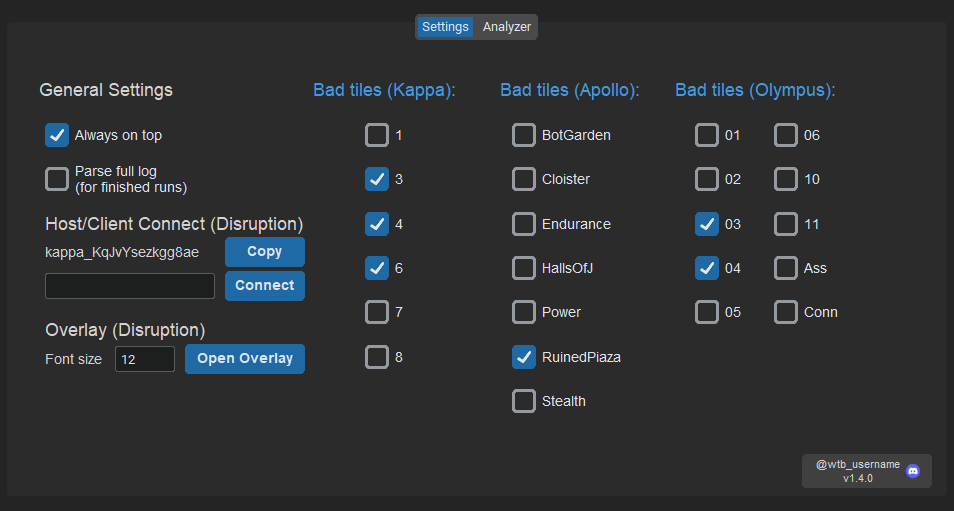 Settings Analyzer
General Settings
Always on top
Parse full log
(for finished runs)
Host/Client Connect (Disruption)
kappa_KqJvYsezkgg8ae Copy
Connect
Overlay (Disruption)
Font size 12 Open Overlay
Bad tiles (Kappa):
1
3
4
6
7
8
Bad tiles (Apollo):
BotGarden
Cloister
Endurance
HallsOfJ
Power
RuinedPiaza
Stealth
Bad tiles (Olympus):
01 06
02 10
03 11
04 Ass
05 Conn
@wtb_username
v1.4.0